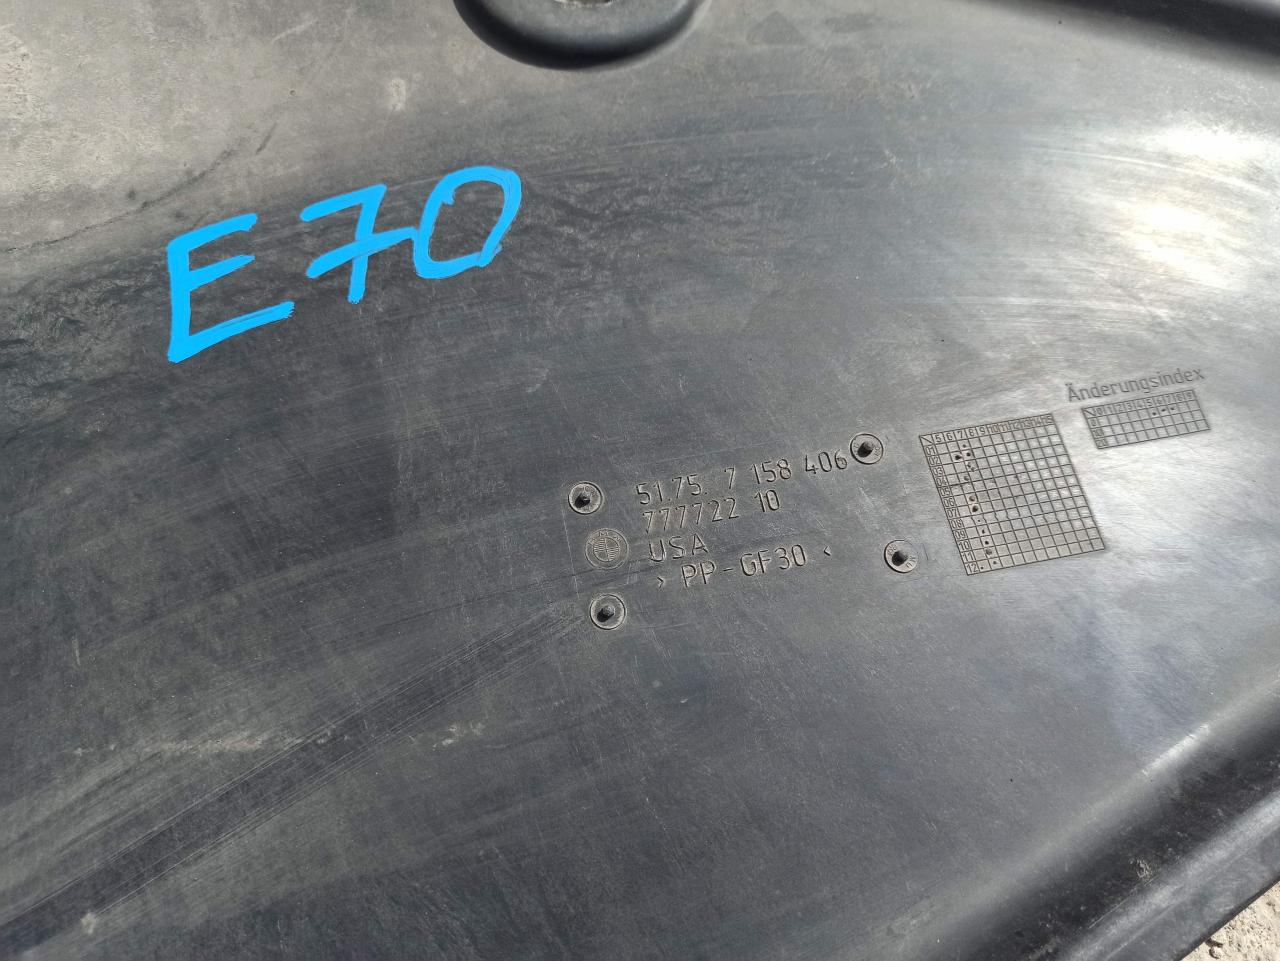 E70
51.75. 7 158 406
777722 10
USA
> PP-GF30 <
Änderungsindex